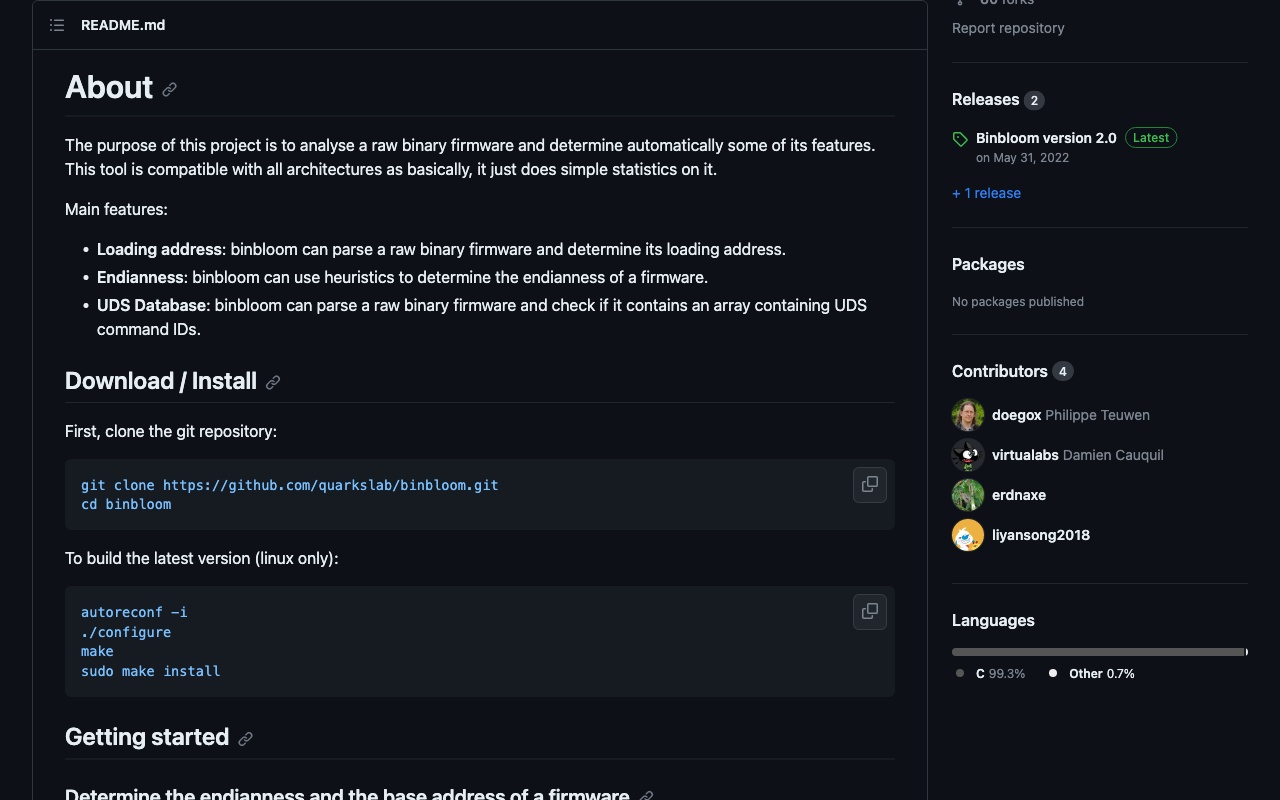 README.md
About
The purpose of this project is to analyse a raw binary firmware and determine automatically some of its features.
This tool is compatible with all architectures as basically, it just does simple statistics on it.
Main features:
• Loading address: binbloom can parse a raw binary firmware and determine its loading address.
• Endianness: binbloom can use heuristics to determine the endianness of a firmware.
• UDS Database: binbloom can parse a raw binary firmware and check if it contains an array containing UDS
command IDs.
Download / Install
First, clone the git repository:
git clone https://github.com/quarkslab/binbloom.git
cd binbloom
To build the latest version (linux only):
autoreconf -i
./configure
make
sudo make install
Getting started
Determine the endianness and the base address of a firmware
forks
Report repository
Releases 2
Binbloom version 2.0 Latest
on May 31, 2022
+ 1 release
Packages
No packages published
Contributors 4
doegox Philippe Teuwen
virtualabs Damien Cauquil
erdnaxe
liyansong2018
Languages
C 99.3% Other 0.7%